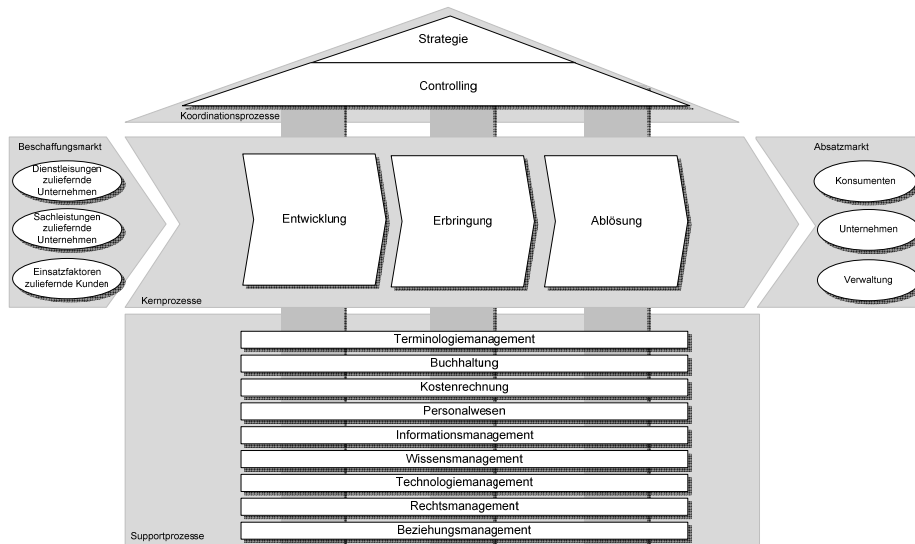 Strategie
Controlling
Koordinationsprozesse
Beschaffungsmarkt
Dienstleisungen
zuliefernde
Unternehmen
Sachleistungen
zuliefernde
Unternehmen
Einsatzfaktoren
zuliefernde Kunden
Entwicklung
Erbringung
Ablösung
Kernprozesse
Absatzmarkt
Konsumenten
Unternehmen
Verwaltung
Terminologiemanagement
Buchhaltung
Kostenrechnung
Personalwesen
Informationsmanagement
Wissensmanagement
Technologiemanagement
Rechtsmanagement
Beziehungsmanagement
Supportprozesse